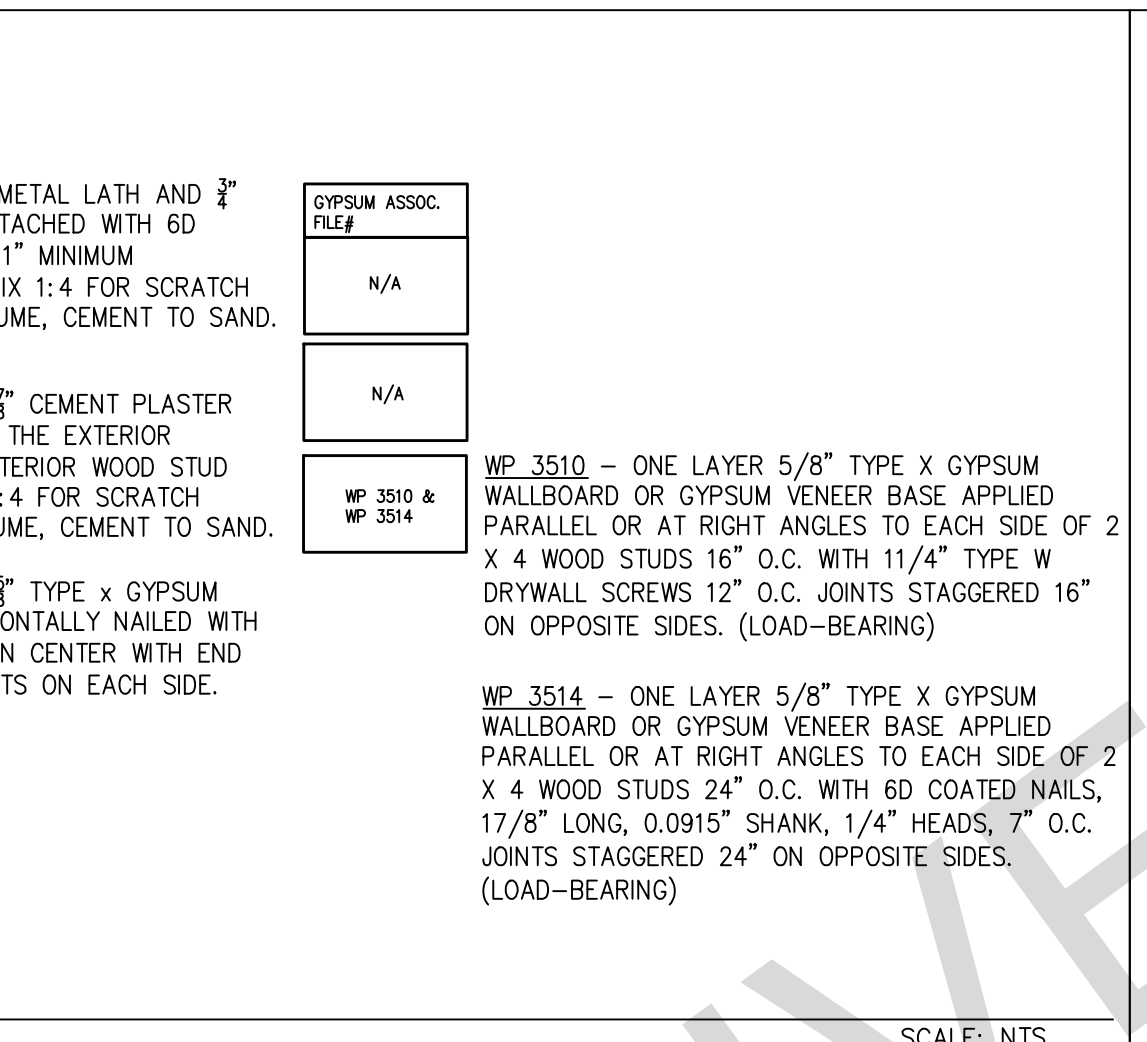 METAL LATH AND 3/4"
TACHED WITH 6D
1" MINIMUM
IX 1:4 FOR SCRATCH
UME, CEMENT TO SAND.
" CEMENT PLASTER
THE EXTERIOR
TERIOR WOOD STUD
:4 FOR SCRATCH
UME, CEMENT TO SAND.
" TYPE x GYPSUM
ONTALLY NAILED WITH
N CENTER WITH END
TS ON EACH SIDE.
GYPSUM ASSOC.
FILE#
N/A
N/A
WP 3510 &
WP 3514
WP 3510 – ONE LAYER 5/8" TYPE X GYPSUM
WALLBOARD OR GYPSUM VENEER BASE APPLIED
PARALLEL OR AT RIGHT ANGLES TO EACH SIDE OF 2
X 4 WOOD STUDS 16" O.C. WITH 11/4" TYPE W
DRYWALL SCREWS 12" O.C. JOINTS STAGGERED 16"
ON OPPOSITE SIDES. (LOAD–BEARING)
WP 3514 – ONE LAYER 5/8" TYPE X GYPSUM
WALLBOARD OR GYPSUM VENEER BASE APPLIED
PARALLEL OR AT RIGHT ANGLES TO EACH SIDE OF 2
X 4 WOOD STUDS 24" O.C. WITH 6D COATED NAILS,
17/8" LONG, 0.0915" SHANK, 1/4" HEADS, 7" O.C.
JOINTS STAGGERED 24" ON OPPOSITE SIDES.
(LOAD–BEARING)
SCALE: NTS